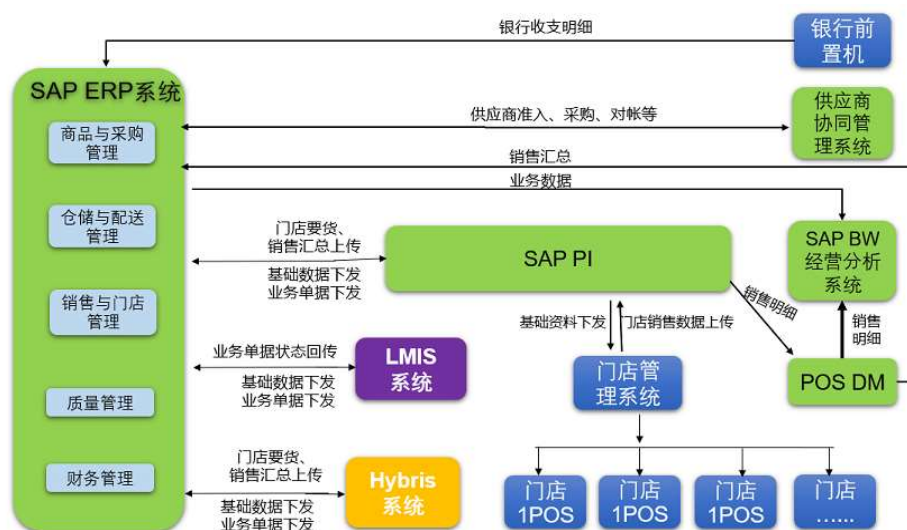 银行收支明细
银行前
置机
SAP ERP系统
供应商准入、采购、对帐等
供应商
协同管
理系统
商品与采购
管理
销售汇总
业务数据
仓储与配送
管理
门店要货、
销售汇总上传
基础数据下发
业务单据下发
SAP PI
SAP BW
经营分析
系统
销售明细
销售
明细
销售与门店
管理
基础资料下发
门店销售数据上传
业务单据状态回传
基础数据下发
业务单据下发
LMIS
系统
门店管
理系统
POS DM
质量管理
财务管理
门店要货、
销售汇总上传
基础数据下发
业务单据下发
Hybris
系统
门店
1POS
门店
1POS
门店
1POS
门店
……